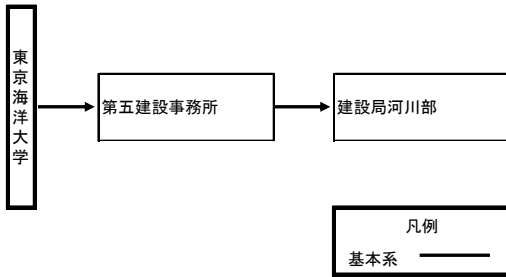 東京海洋大学
第五建設事務所
建設局河川部
凡例
基本系